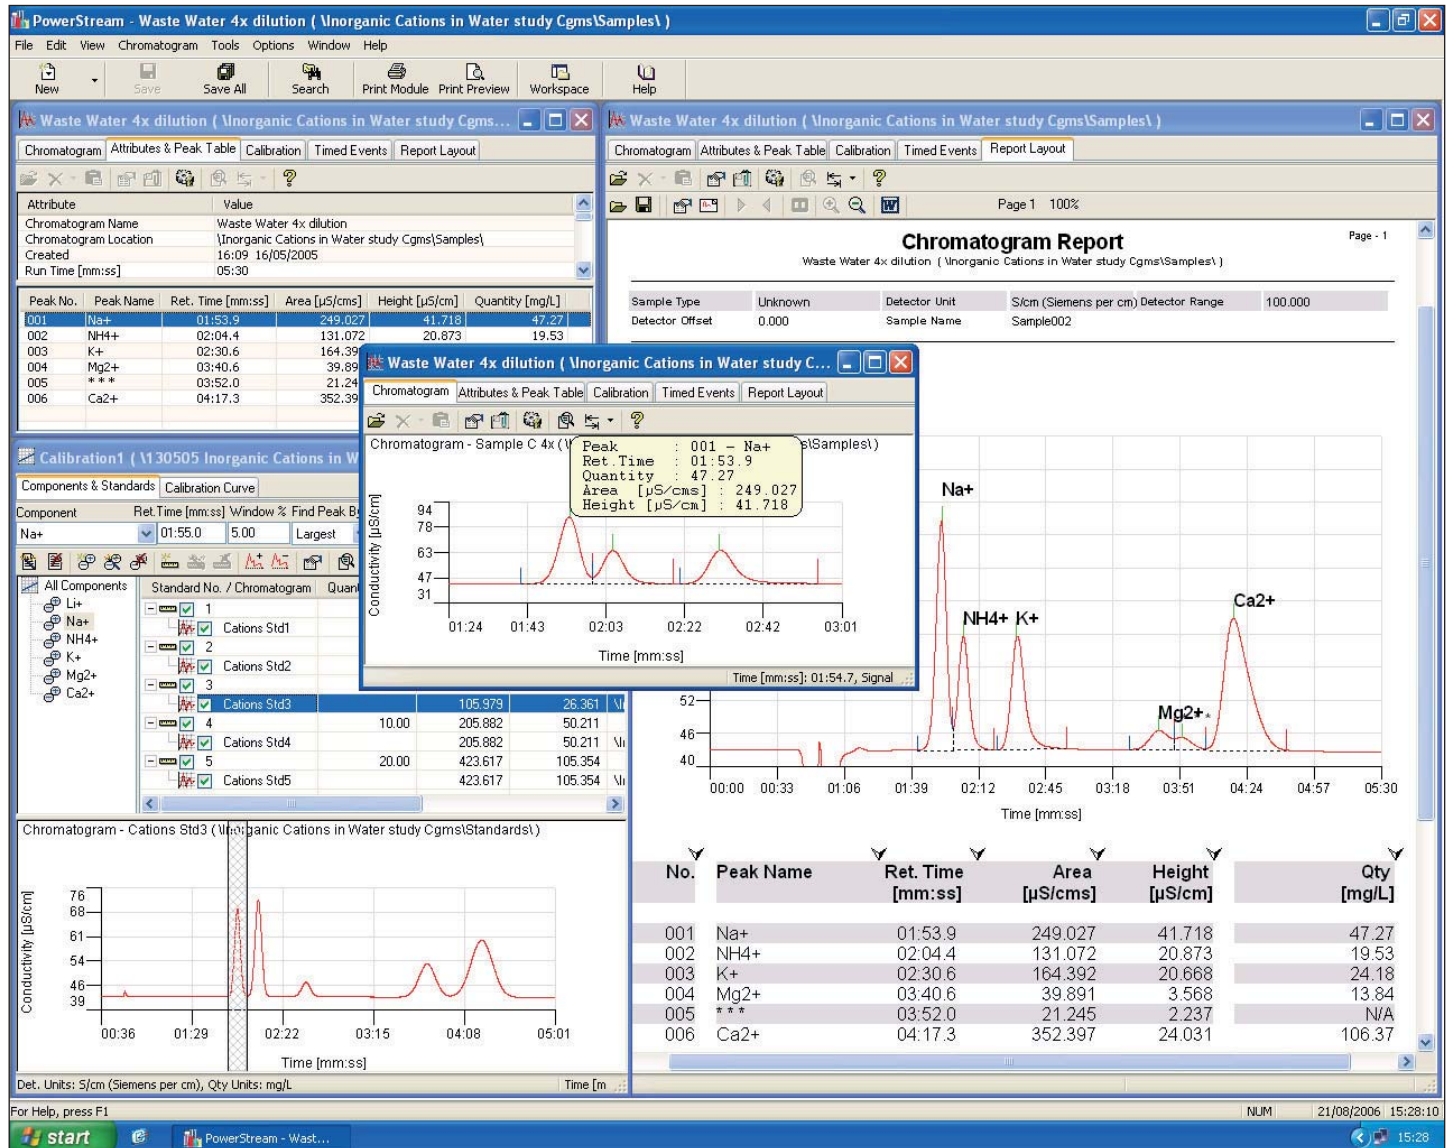 PowerStream - Waste Water 4x dilution ( \Inorganic Cations in Water study Cgms\Samples\ )
File Edit View Chromatogram Tools Options Window Help
New Save Save All Search Print Module Print Preview Workspace Help
Waste Water 4x dilution ( \Inorganic Cations in Water study Cgms...
Chromatogram Attributes & Peak Table Calibration Timed Events Report Layout
Attribute Value
Chromatogram Name Waste Water 4x dilution
Chromatogram Location \Inorganic Cations in Water study Cgms\Samples\
Created 16:09 16/05/2005
Run Time [mm:ss] 05:30
Peak No. Peak Name Ret. Time [mm:ss] Area [µS/cms] Height [µS/cm] Quantity [mg/L]
001 Na+ 01:53.9 249.027 41.718 47.27
002 NH4+ 02:04.4 131.072 20.873 19.53
003 K+ 02:30.6 164.39
004 Mg2+ 03:40.6 39.89
005 * * * 03:52.0 21.24
006 Ca2+ 04:17.3 352.39
Waste Water 4x dilution ( \Inorganic Cations in Water study C...
Chromatogram Attributes & Peak Table Calibration Timed Events Report Layout
Chromatogram - Sample C 4x ( \I
s\Samples\ )
Peak : 001 - Na+
Ret.Time : 01:53.9
Quantity : 47.27
Area [µS/cms] : 249.027
Height [µS/cm] : 41.718
Conductivity [µS/cm]
94
78
63
47
31
01:24 01:43 02:03 02:22 02:42 03:01
Time [mm:ss]
Time [mm:ss]: 01:54.7, Signal
Calibration1 ( \130505 Inorganic Cations in W
Components & Standards Calibration Curve
Component Ret.Time [mm:ss] Window % Find Peak B
Na+ 01:55.0 5.00 Largest
All Components
Li+
Na+
NH4+
K+
Mg2+
Ca2+
Standard No. / Chromatogram Quant
1
Cations Std1
2
Cations Std2
3
Cations Std3 105.979 26.361
4 10.00 205.882 50.211
Cations Std4 205.882 50.211
5 20.00 423.617 105.354
Cations Std5 423.617 105.354
Chromatogram - Cations Std3 ( \Inorganic Cations in Water study Cgms\Standards\ )
Conductivity [µS/cm]
76
68
61
54
46
39
00:36 01:29 02:22 03:15 04:08 05:01
Time [mm:ss]
Det. Units: S/cm (Siemens per cm), Qty Units: mg/L Time [m
Waste Water 4x dilution ( \Inorganic Cations in Water study Cgms\Samples\ )
Chromatogram Attributes & Peak Table Calibration Timed Events Report Layout
Page 1 100%
Chromatogram Report
Page - 1
Waste Water 4x dilution ( \Inorganic Cations in Water study Cgms\Samples\ )
Sample Type Unknown Detector Unit S/cm (Siemens per cm) Detector Range 100.000
Detector Offset 0.000 Sample Name Sample002
Na+
NH4+ K+
Ca2+
Mg2+ *
52
46
40
00:00 00:33 01:06 01:39 02:12 02:45 03:18 03:51 04:24 04:57 05:30
Time [mm:ss]
No. Peak Name Ret. Time Area Height Qty
[mm:ss] [µS/cms] [µS/cm] [mg/L]
001 Na+ 01:53.9 249.027 41.718 47.27
002 NH4+ 02:04.4 131.072 20.873 19.53
003 K+ 02:30.6 164.392 20.668 24.18
004 Mg2+ 03:40.6 39.891 3.568 13.84
005 * * * 03:52.0 21.245 2.237 N/A
006 Ca2+ 04:17.3 352.397 24.031 106.37
For Help, press F1 NUM 21/08/2006 15:28:10
start PowerStream - Wast... 15:28